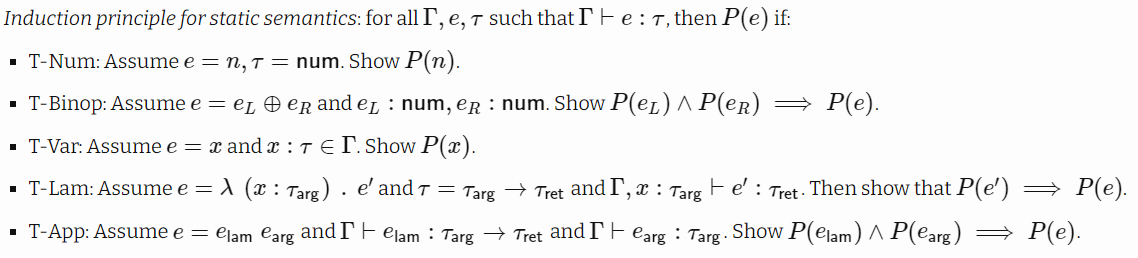 Induction principle for static semantics: for all Γ, e, τ such that Γ ⊢ e : τ, then P(e) if:
▪ T-Num: Assume e = n, τ = num. Show P(n).
▪ T-Binop: Assume e = e_L ⊕ e_R and e_L : num, e_R : num. Show P(e_L) ∧ P(e_R) ⟹ P(e).
▪ T-Var: Assume e = x and x : τ ∈ Γ. Show P(x).
▪ T-Lam: Assume e = λ (x : τ_arg) . e′ and τ = τ_arg → τ_ret and Γ, x : τ_arg ⊢ e′ : τ_ret. Then show that P(e′) ⟹ P(e).
▪ T-App: Assume e = e_lam e_arg and Γ ⊢ e_lam : τ_arg → τ_ret and Γ ⊢ e_arg : τ_arg. Show P(e_lam) ∧ P(e_arg) ⟹ P(e).